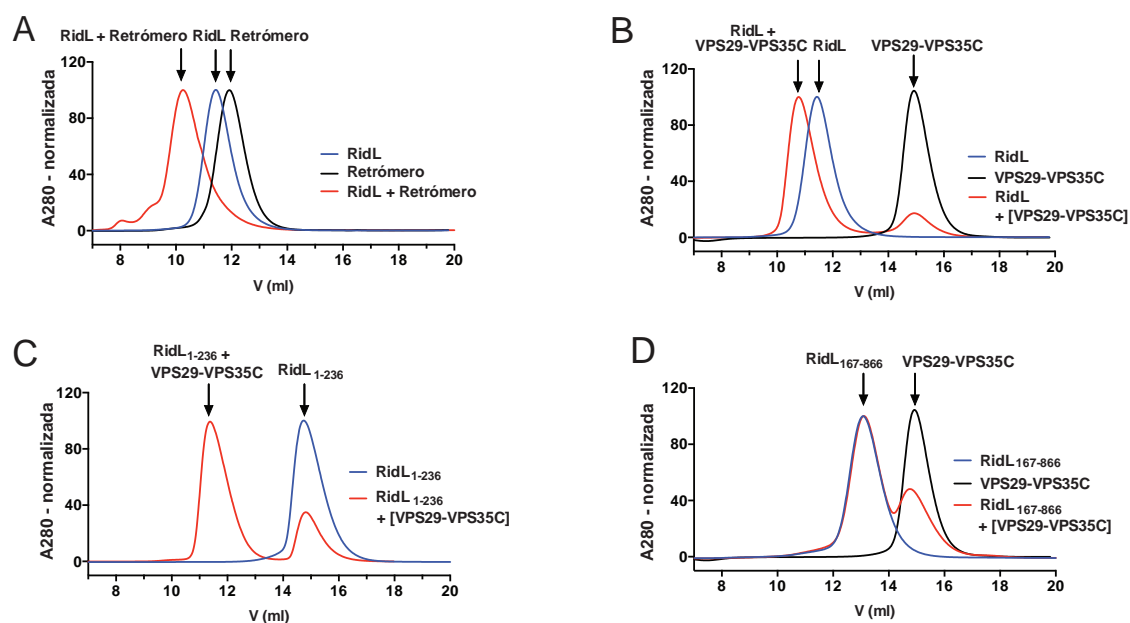 A
RidL + Retrómero RidL Retrómero
120
80
40
0
A280 - normalizada
8 10 12 14 16 18 20
V (ml)
RidL
Retrómero
RidL + Retrómero
B
RidL +
VPS29-VPS35C RidL VPS29-VPS35C
120
80
40
0
A280 - normalizada
8 10 12 14 16 18 20
V (ml)
RidL
VPS29-VPS35C
RidL
+ [VPS29-VPS35C]
C
RidL1-236 +
VPS29-VPS35C RidL1-236
120
80
40
0
A280 - normalizada
8 10 12 14 16 18 20
V (ml)
RidL1-236
RidL1-236
+ [VPS29-VPS35C]
D
RidL167-866 VPS29-VPS35C
120
80
40
0
A280 - normalizada
8 10 12 14 16 18 20
V (ml)
RidL167-866
VPS29-VPS35C
RidL167-866
+ [VPS29-VPS35C]